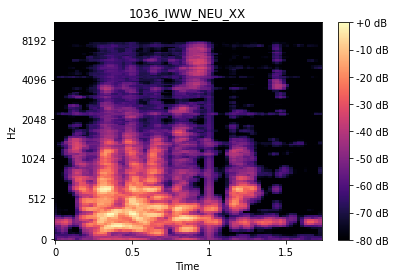 1036_IWW_NEU_XX
+0 dB
8192
-10 dB
4096
-20 dB
-30 dB
2048
Hz
-40 dB
1024
-50 dB
512
-60 dB
-70 dB
0
-80 dB
0 0.5 1 1.5
Time